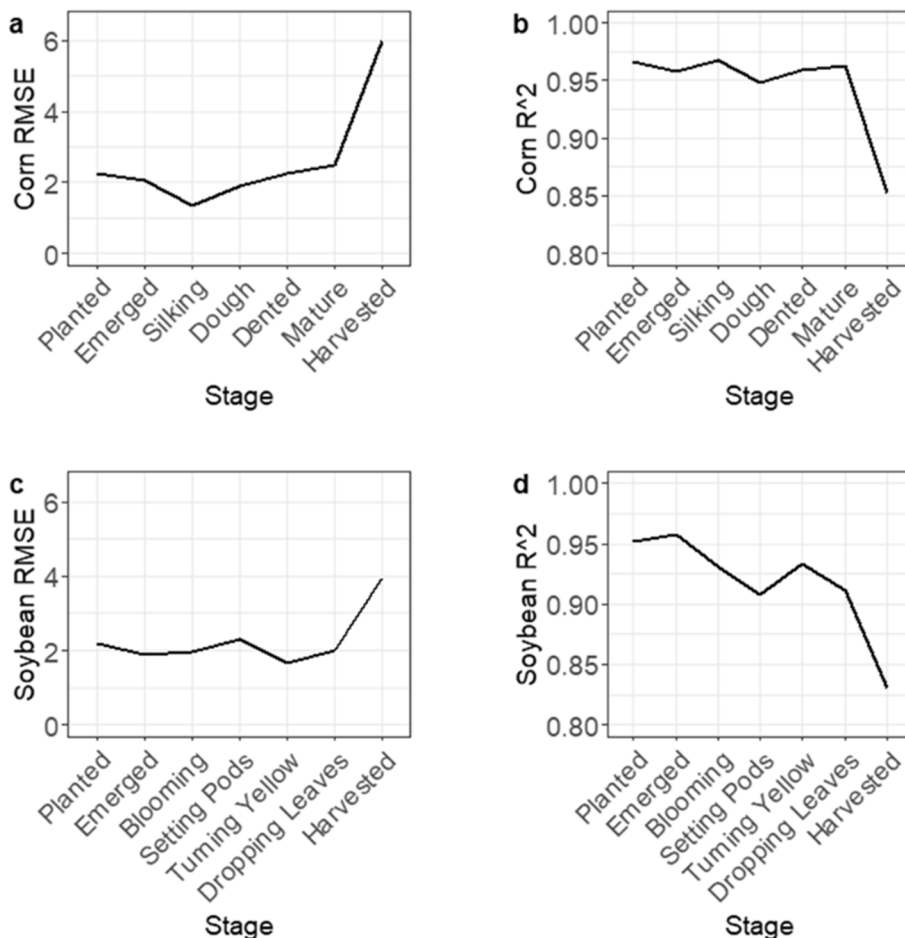 a
Corn RMSE
6
4
2
0
Planted
Emerged
Silking
Dough
Dented
Mature
Harvested
Stage
b
Corn R^2
1.00
0.95
0.90
0.85
0.80
Planted
Emerged
Silking
Dough
Dented
Mature
Harvested
Stage
c
Soybean RMSE
6
4
2
0
Planted
Emerged
Blooming
Setting Pods
Turning Yellow
Dropping Leaves
Harvested
Stage
d
Soybean R^2
1.00
0.95
0.90
0.85
0.80
Planted
Emerged
Blooming
Setting Pods
Turning Yellow
Dropping Leaves
Harvested
Stage